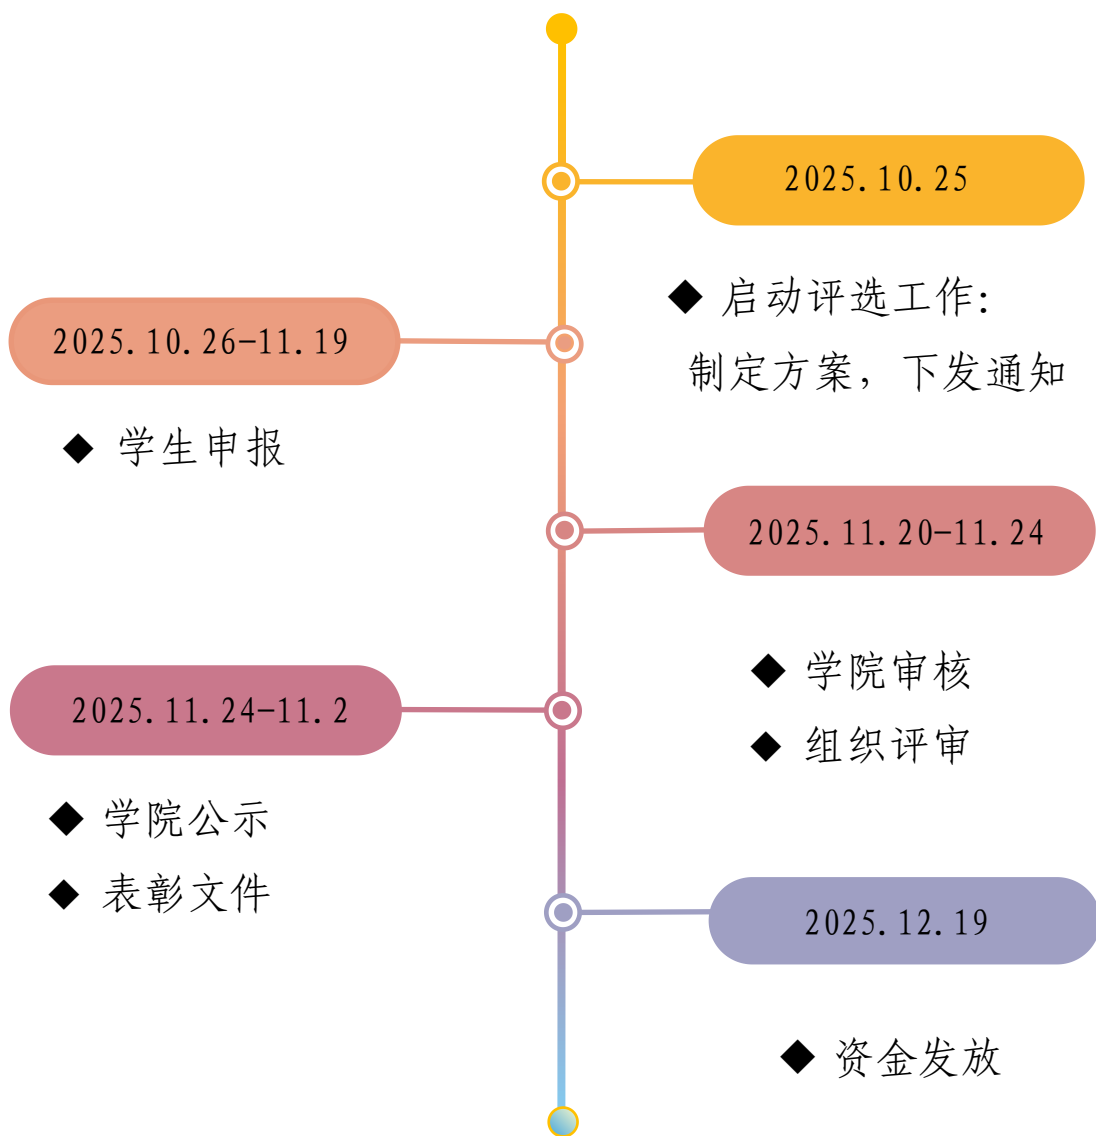 2025.10.25
◆ 启动评选工作：
制定方案，下发通知
2025.10.26-11.19
◆ 学生申报
2025.11.20-11.24
◆ 学院审核
◆ 组织评审
2025.11.24-11.2
◆ 学院公示
◆ 表彰文件
2025.12.19
◆ 资金发放